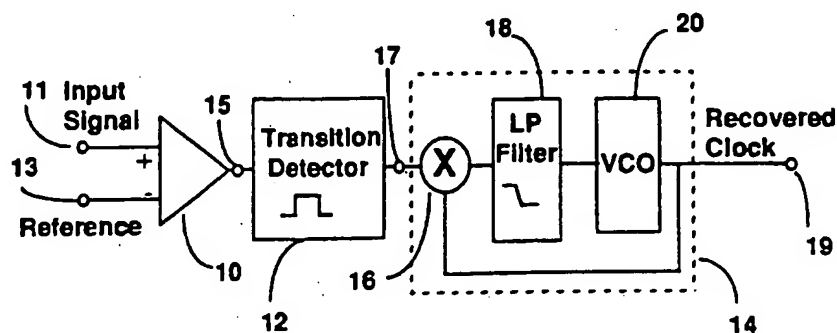 18
20
11 Input
Signal
15
17
Recovered
Clock
13
+
-
Transition
Detector
X
LP
Filter
VCO
Reference
10
12
16
19
14